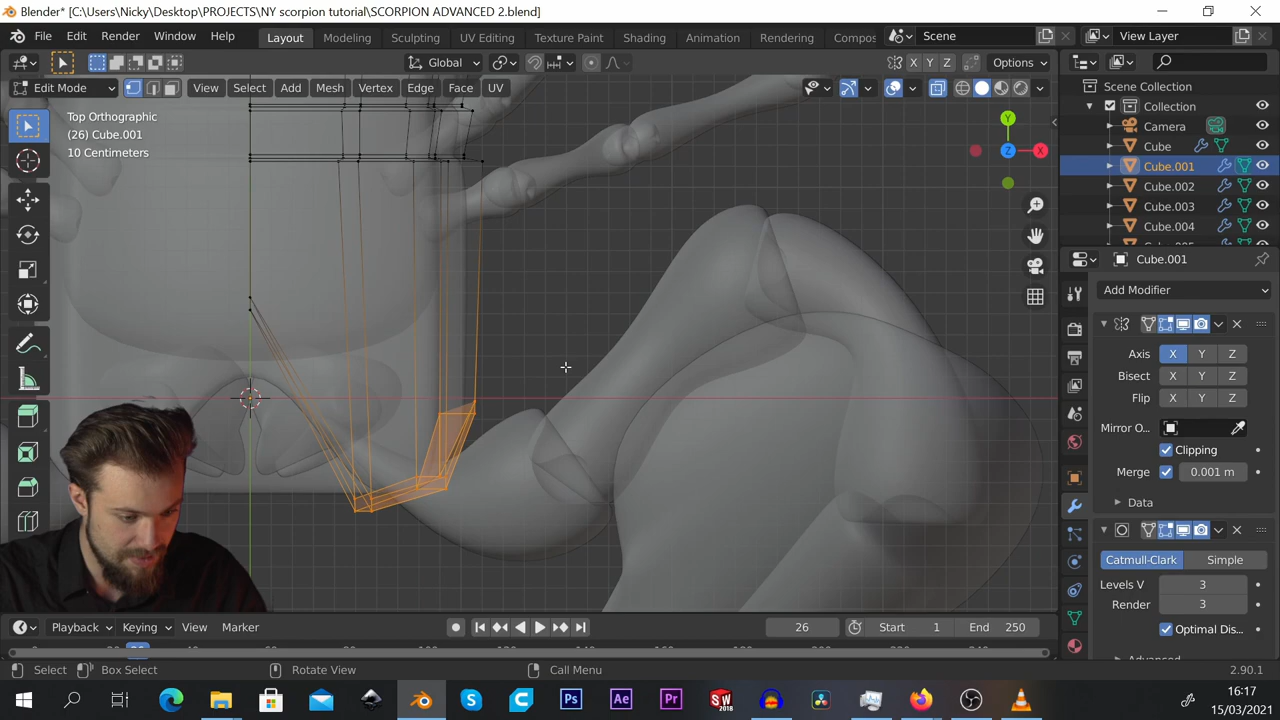 Blender* [C:\Users\Nicky\Desktop\PROJECTS\NY scorpion tutorial\SCORPION ADVANCED 2.blend]
File Edit Render Window Help Layout Modeling Sculpting UV Editing Texture Paint Shading Animation Rendering Compos Scene View Layer
Global X Y Z Options
Edit Mode View Select Add Mesh Vertex Edge Face UV
Top Orthographic
(26) Cube.001
10 Centimeters
Y
Z
X
Scene Collection
Collection
Camera
Cube
Cube.001
Cube.002
Cube.003
Cube.004
Cube.001
Add Modifier
Axis X Y Z
Bisect X Y Z
Flip X Y Z
Mirror O...
Clipping
Merge 0.001 m
Data
Catmull-Clark Simple
Levels V 3
Render 3
Optimal Dis...
Playback Keying View Marker 26 Start 1 End 250
Select Box Select Rotate View Call Menu 2.90.1
Ps Ae Pr SW 2018
16:17
15/03/2021